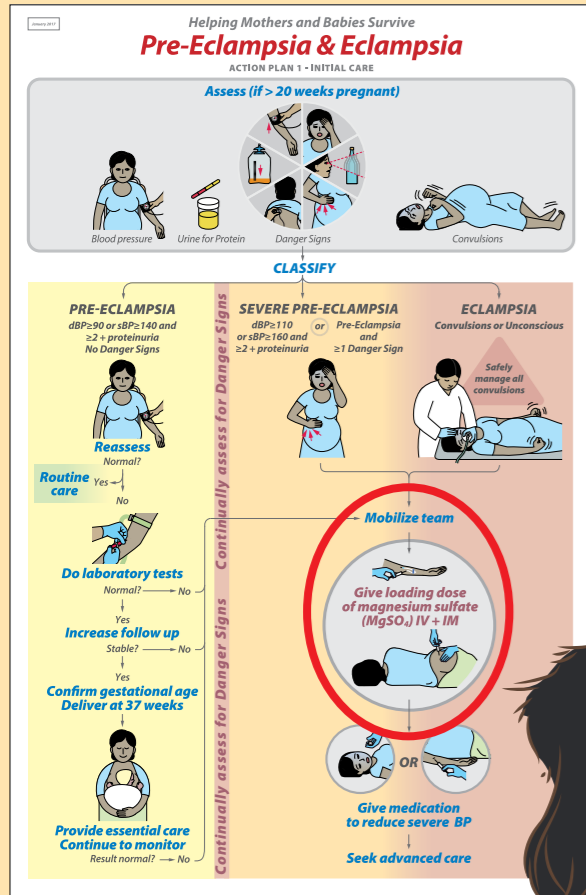 January 2017
Helping Mothers and Babies Survive
Pre-Eclampsia & Eclampsia
ACTION PLAN 1 - INITIAL CARE
Assess (if > 20 weeks pregnant)
Blood pressure
Urine for Protein
Danger Signs
Convulsions
CLASSIFY
PRE-ECLAMPSIA
dBP≥90 or sBP≥140 and
≥2 + proteinuria
No Danger Signs
Reassess
Normal?
Routine
care
Yes
No
Do laboratory tests
Normal?
No
Yes
Increase follow up
Stable?
No
Yes
Confirm gestational age
Deliver at 37 weeks
Provide essential care
Continue to monitor
Result normal?
No
Continually assess for Danger Signs
Continually assess for Danger Signs
SEVERE PRE-ECLAMPSIA
dBP≥110
or sBP≥160 and
≥2 + proteinuria
or
Pre-Eclampsia
and
≥1 Danger Sign
ECLAMPSIA
Convulsions or Unconscious
Safely
manage all
convulsions
Mobilize team
Give loading dose
of magnesium sulfate
(MgSO₄) IV + IM
OR
Give medication
to reduce severe BP
Seek advanced care